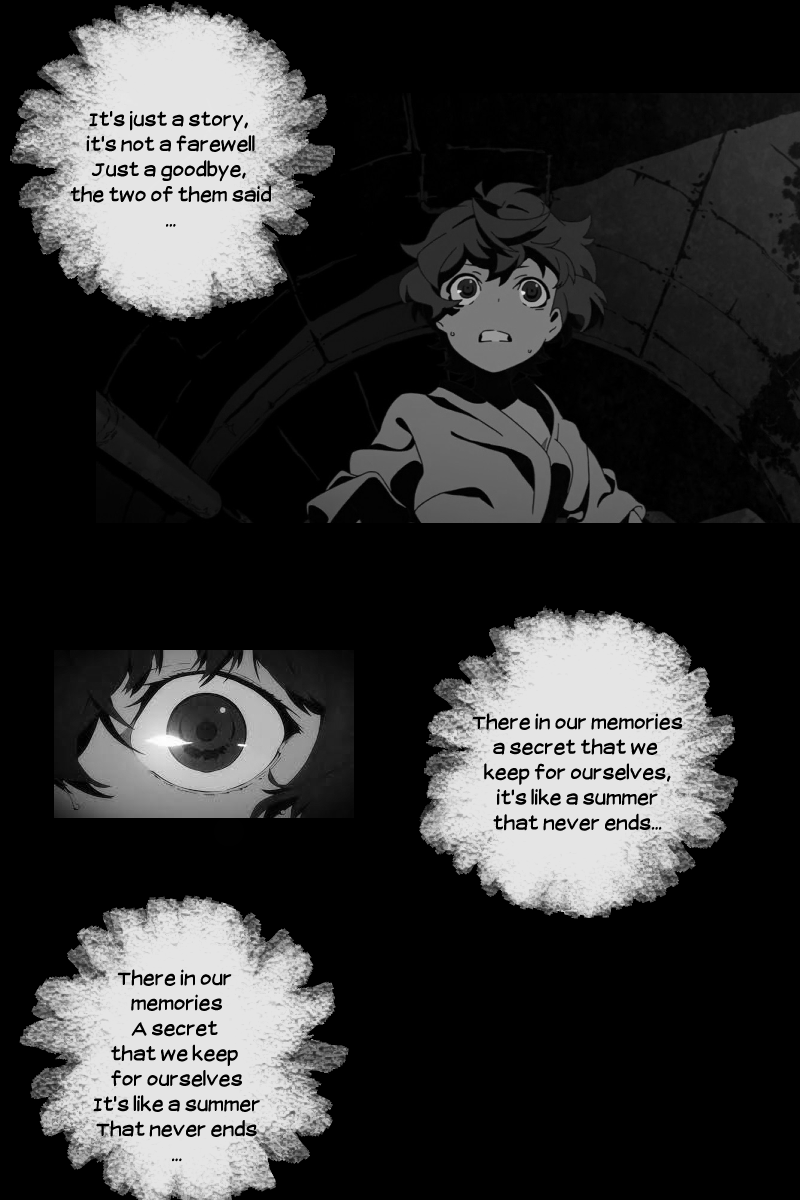 It's just a story,
it's not a farewell
Just a goodbye,
the two of them said
...
There in our memories
a secret that we
keep for ourselves,
it's like a summer
that never ends...
There in our
memories
A secret
that we keep
for ourselves
It's like a summer
That never ends
...